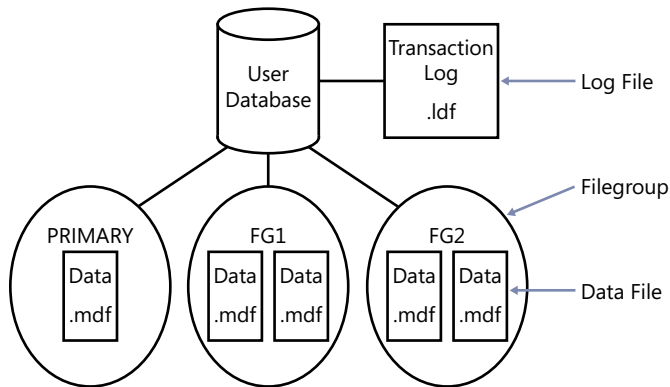 User
Database
Transaction
Log
.ldf
Log File
Filegroup
PRIMARY
FG1
FG2
Data
.mdf
Data
.mdf
Data
.mdf
Data
.mdf
Data
.mdf
Data File